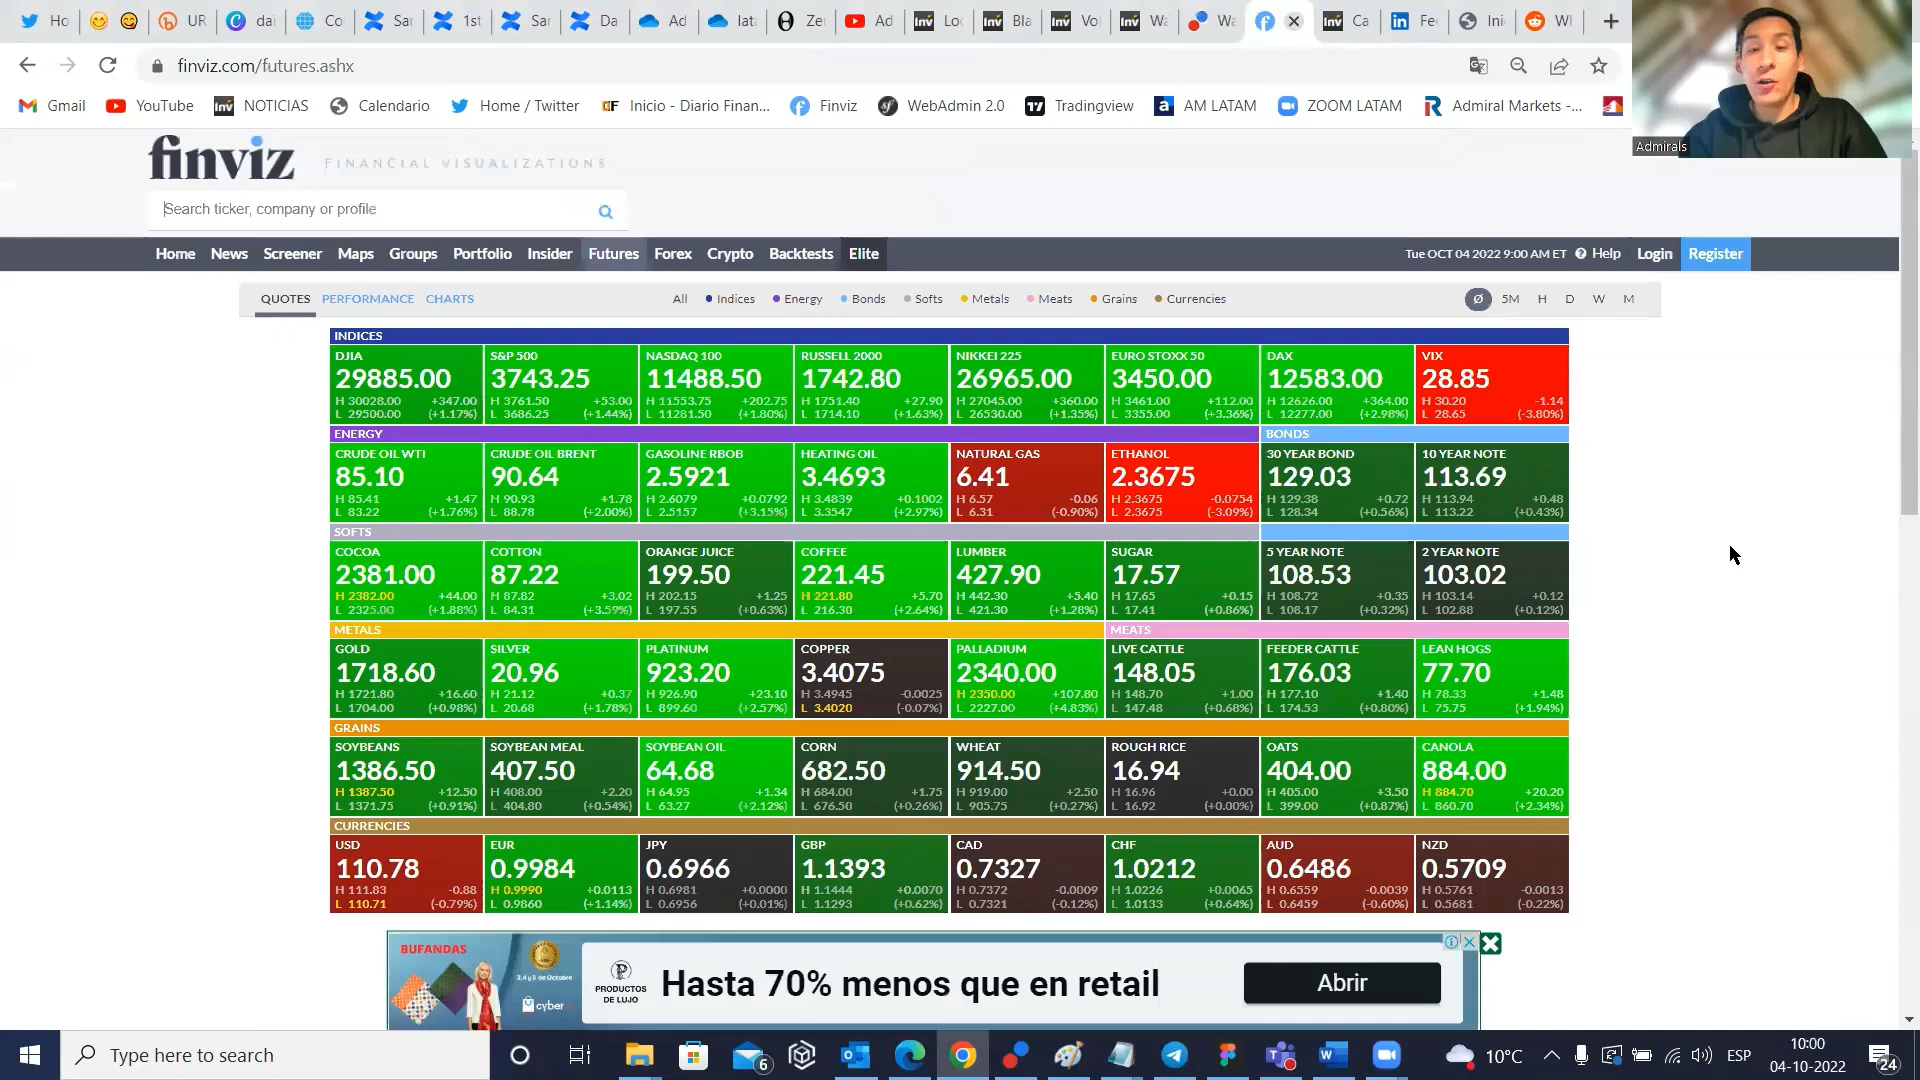 Ho
UR
dar
Co
Sar
1st
Sar
Da
Ad
lata
Zer
Ad
Loc
Bla
Vol
Wa
Wa
Ca
Fee
Inic
Wh
finviz.com/futures.ashx
Gmail YouTube NOTICIAS Calendario Home / Twitter Inicio - Diario Finan... Finviz WebAdmin 2.0 Tradingview AM LATAM ZOOM LATAM Admiral Markets -...
Admirals
finviz FINANCIAL VISUALIZATIONS
Search ticker, company or profile
Home News Screener Maps Groups Portfolio Insider Futures Forex Crypto Backtests Elite Tue OCT 04 2022 9:00 AM ET Help Login Register
QUOTES PERFORMANCE CHARTS All Indices Energy Bonds Softs Metals Meats Grains Currencies 5M H D W M
INDICES
DJIA S&P 500 NASDAQ 100 RUSSELL 2000 NIKKEI 225 EURO STOXX 50 DAX VIX
29885.00 3743.25 11488.50 1742.80 26965.00 3450.00 12583.00 28.85
H 30028.00 +347.00 H 3761.50 +53.00 H 11553.75 +202.75 H 1751.40 +27.90 H 27045.00 +360.00 H 3461.00 +112.00 H 12626.00 +364.00 H 30.20 -1.14
L 29500.00 (+1.17%) L 3686.25 (+1.44%) L 11281.50 (+1.80%) L 1714.10 (+1.63%) L 26530.00 (+1.35%) L 3355.00 (+3.36%) L 12277.00 (+2.98%) L 28.65 (-3.80%)
ENERGY BONDS
CRUDE OIL WTI CRUDE OIL BRENT GASOLINE RBOB HEATING OIL NATURAL GAS ETHANOL 30 YEAR BOND 10 YEAR NOTE
85.10 90.64 2.5921 3.4693 6.41 2.3675 129.03 113.69
H 85.41 +1.47 H 90.93 +1.78 H 2.6079 +0.0792 H 3.4839 +0.1002 H 6.57 -0.06 H 2.3675 -0.0754 H 129.38 +0.72 H 113.94 +0.48
L 83.22 (+1.76%) L 88.78 (+2.00%) L 2.5157 (+3.15%) L 3.3547 (+2.97%) L 6.31 (-0.90%) L 2.3675 (-3.09%) L 128.34 (+0.56%) L 113.22 (+0.43%)
SOFTS
COCOA COTTON ORANGE JUICE COFFEE LUMBER SUGAR 5 YEAR NOTE 2 YEAR NOTE
2381.00 87.22 199.50 221.45 427.90 17.57 108.53 103.02
H 2382.00 +44.00 H 87.82 +3.02 H 202.15 +1.25 H 221.80 +5.70 H 442.30 +5.40 H 17.65 +0.15 H 108.72 +0.35 H 103.14 +0.12
L 2325.00 (+1.88%) L 84.31 (+3.59%) L 197.55 (+0.63%) L 216.30 (+2.64%) L 421.30 (+1.28%) L 17.41 (+0.86%) L 108.17 (+0.32%) L 102.88 (+0.12%)
METALS MEATS
GOLD SILVER PLATINUM COPPER PALLADIUM LIVE CATTLE FEEDER CATTLE LEAN HOGS
1718.60 20.96 923.20 3.4075 2340.00 148.05 176.03 77.70
H 1721.80 +16.60 H 21.12 +0.37 H 926.90 +23.10 H 3.4945 -0.0025 H 2350.00 +107.80 H 148.70 +1.00 H 177.10 +1.40 H 78.33 +1.48
L 1704.00 (+0.98%) L 20.68 (+1.78%) L 899.60 (+2.57%) L 3.4020 (-0.07%) L 2227.00 (+4.83%) L 147.48 (+0.68%) L 174.53 (+0.80%) L 75.75 (+1.94%)
GRAINS
SOYBEANS SOYBEAN MEAL SOYBEAN OIL CORN WHEAT ROUGH RICE OATS CANOLA
1386.50 407.50 64.68 682.50 914.50 16.94 404.00 884.00
H 1387.50 +12.50 H 408.00 +2.20 H 64.95 +1.34 H 684.00 +1.75 H 919.00 +2.50 H 16.96 +0.00 H 405.00 +3.50 H 884.70 +20.20
L 1371.75 (+0.91%) L 404.80 (+0.54%) L 63.27 (+2.12%) L 676.50 (+0.26%) L 905.75 (+0.27%) L 16.92 (+0.00%) L 399.00 (+0.87%) L 860.70 (+2.34%)
CURRENCIES
USD EUR JPY GBP CAD CHF AUD NZD
110.78 0.9984 0.6966 1.1393 0.7327 1.0212 0.6486 0.5709
H 111.83 -0.88 H 0.9990 +0.0113 H 0.6981 +0.0000 H 1.1444 +0.0070 H 0.7372 -0.0009 H 1.0226 +0.0065 H 0.6559 -0.0039 H 0.5761 -0.0013
L 110.71 (-0.79%) L 0.9860 (+1.14%) L 0.6956 (+0.01%) L 1.1293 (+0.62%) L 0.7321 (-0.12%) L 1.0133 (+0.64%) L 0.6459 (-0.60%) L 0.5681 (-0.22%)
BUFANDAS
2.4 y 5 de Octubre
cyber
PRODUCTOS
DE LUJO
Hasta 70% menos que en retail
Abrir
Type here to search
6
10°C
ESP
10:00
04-10-2022
24